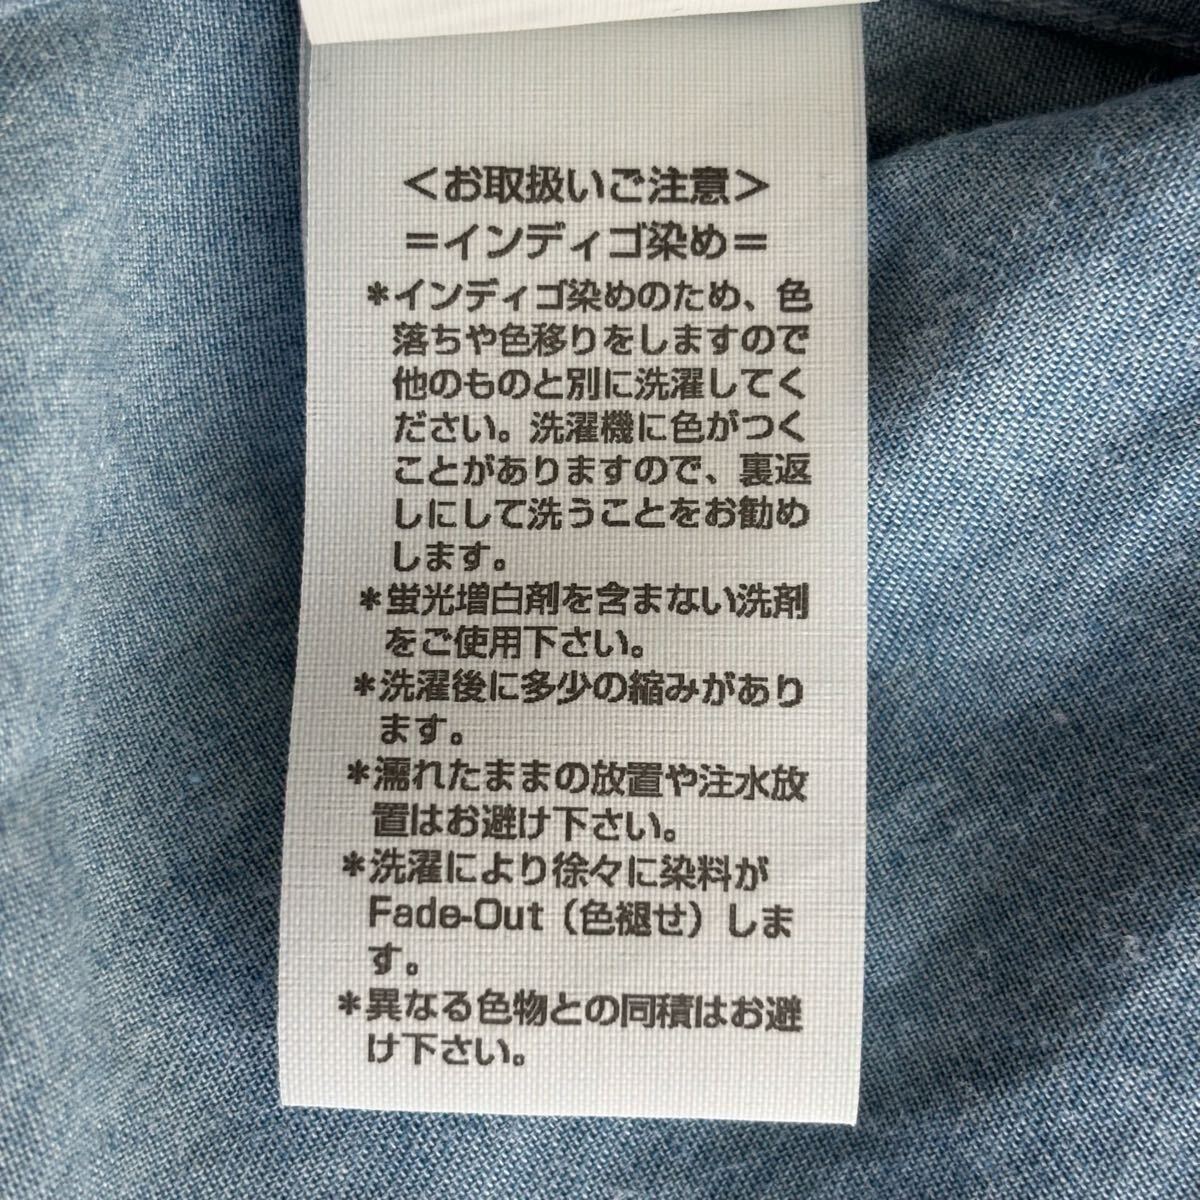 ＜お取扱いご注意＞
＝インディゴ染め＝
＊インディゴ染めのため、色
落ちや色移りをしますので
他のものと別に洗濯してく
ださい。洗濯機に色がつく
ことがありますので、裏返
しにして洗うことをお勧め
します。
＊蛍光増白剤を含まない洗剤
をご使用下さい。
＊洗濯後に多少の縮みがあり
ます。
＊濡れたままの放置や注水放
置はお避け下さい。
＊洗濯により徐々に染料が
Fade-Out（色褪せ）しま
す。
＊異なる色物との同積はお避
け下さい。